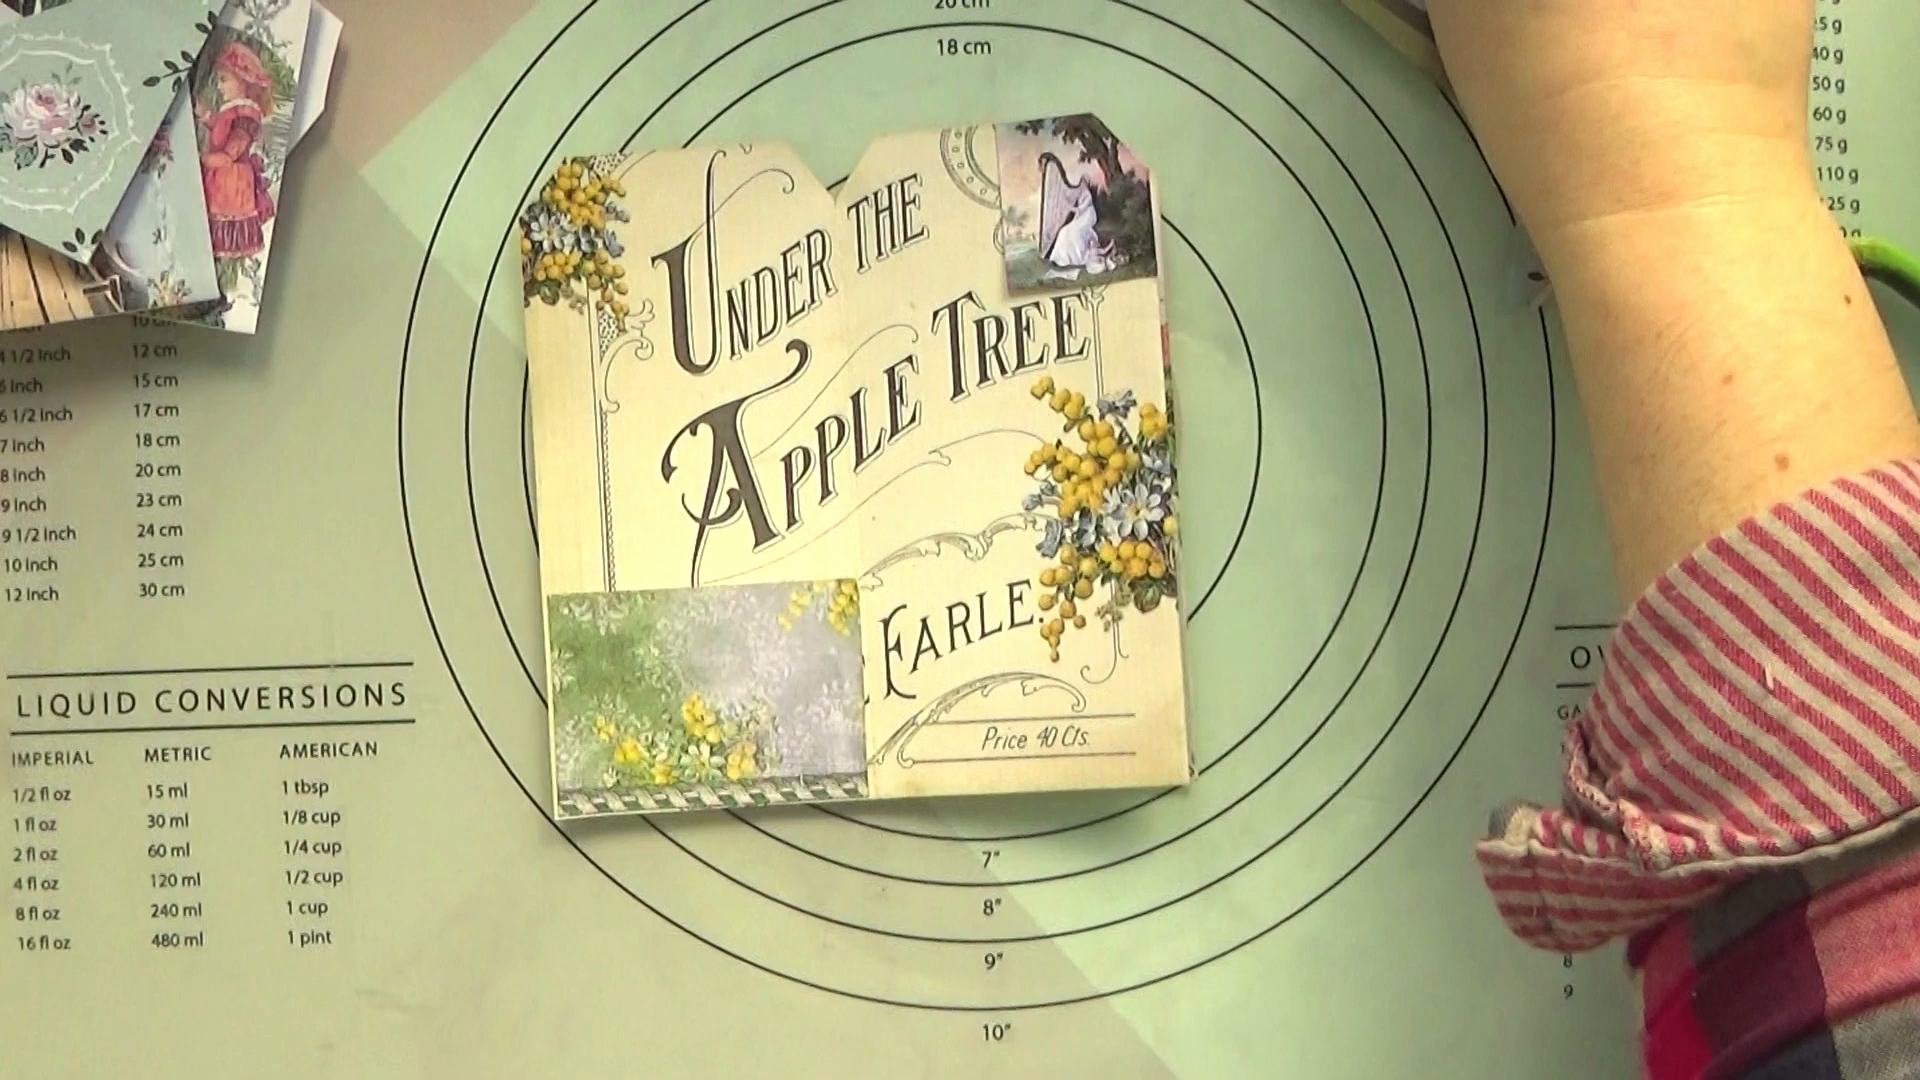 20 cm
18 cm
UNDER THE
APPLE TREE
EARLE.
Price 40 Cts.
10 cm
4 1/2 Inch 12 cm
6 Inch 15 cm
6 1/2 Inch 17 cm
7 Inch 18 cm
8 Inch 20 cm
9 Inch 23 cm
9 1/2 Inch 24 cm
10 Inch 25 cm
12 Inch 30 cm
LIQUID CONVERSIONS
IMPERIAL METRIC AMERICAN
1/2 fl oz 15 ml 1 tbsp
1 fl oz 30 ml 1/8 cup
2 fl oz 60 ml 1/4 cup
4 fl oz 120 ml 1/2 cup
8 fl oz 240 ml 1 cup
16 fl oz 480 ml 1 pint
7"
8"
9"
10"
40 g
50 g
60 g
75 g
110 g
8
9